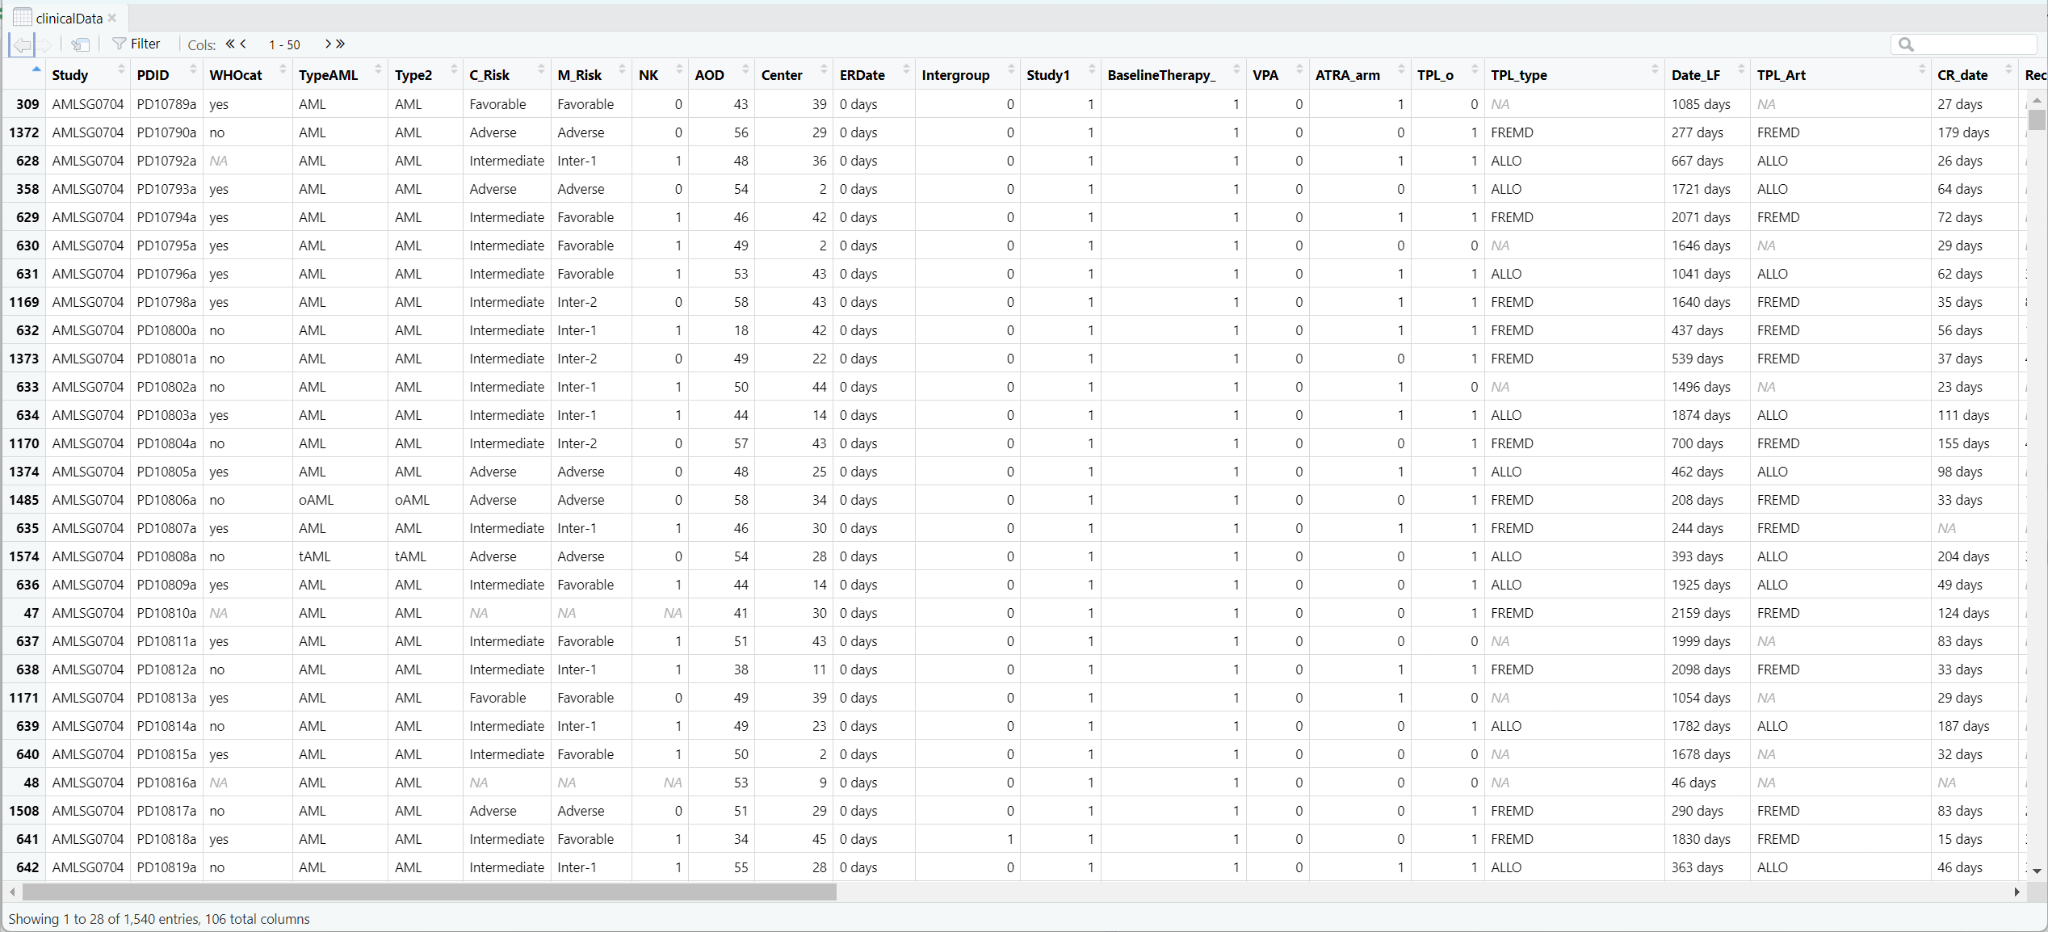 clinicalData
Filter Cols: 1 - 50
Study PDID WHOcat TypeAML Type2 C_Risk M_Risk NK AOD Center ERDate Intergroup Study1 BaselineTherapy_ VPA ATRA_arm TPL_o TPL_type Date_LF TPL_Art CR_date Rec
309 AMLSG0704 PD10789a yes AML AML Favorable Favorable 0 43 39 0 days 0 1 1 0 1 0 NA 1085 days NA 27 days
1372 AMLSG0704 PD10790a no AML AML Adverse Adverse 0 56 29 0 days 0 1 1 0 0 1 FREMD 277 days FREMD 179 days
628 AMLSG0704 PD10792a NA AML AML Intermediate Inter-1 1 48 36 0 days 0 1 1 0 1 1 ALLO 667 days ALLO 26 days
358 AMLSG0704 PD10793a yes AML AML Adverse Adverse 0 54 2 0 days 0 1 1 0 0 1 ALLO 1721 days ALLO 64 days
629 AMLSG0704 PD10794a yes AML AML Intermediate Favorable 1 46 42 0 days 0 1 1 0 1 1 FREMD 2071 days FREMD 72 days
630 AMLSG0704 PD10795a yes AML AML Intermediate Favorable 1 49 2 0 days 0 1 1 0 0 0 NA 1646 days NA 29 days
631 AMLSG0704 PD10796a yes AML AML Intermediate Favorable 1 53 43 0 days 0 1 1 0 1 1 ALLO 1041 days ALLO 62 days
1169 AMLSG0704 PD10798a yes AML AML Intermediate Inter-2 0 58 43 0 days 0 1 1 0 1 1 FREMD 1640 days FREMD 35 days
632 AMLSG0704 PD10800a no AML AML Intermediate Inter-1 1 18 42 0 days 0 1 1 0 1 1 FREMD 437 days FREMD 56 days
1373 AMLSG0704 PD10801a no AML AML Intermediate Inter-2 0 49 22 0 days 0 1 1 0 0 1 FREMD 539 days FREMD 37 days
633 AMLSG0704 PD10802a no AML AML Intermediate Inter-1 1 50 44 0 days 0 1 1 0 1 0 NA 1496 days NA 23 days
634 AMLSG0704 PD10803a yes AML AML Intermediate Inter-1 1 44 14 0 days 0 1 1 0 1 1 ALLO 1874 days ALLO 111 days
1170 AMLSG0704 PD10804a no AML AML Intermediate Inter-2 0 57 43 0 days 0 1 1 0 0 1 FREMD 700 days FREMD 155 days
1374 AMLSG0704 PD10805a yes AML AML Adverse Adverse 0 48 25 0 days 0 1 1 0 1 1 ALLO 462 days ALLO 98 days
1485 AMLSG0704 PD10806a no oAML oAML Adverse Adverse 0 58 34 0 days 0 1 1 0 0 1 FREMD 208 days FREMD 33 days
635 AMLSG0704 PD10807a yes AML AML Intermediate Inter-1 1 46 30 0 days 0 1 1 0 1 1 FREMD 244 days FREMD NA
1574 AMLSG0704 PD10808a no tAML tAML Adverse Adverse 0 54 28 0 days 0 1 1 0 0 1 ALLO 393 days ALLO 204 days
636 AMLSG0704 PD10809a yes AML AML Intermediate Favorable 1 44 14 0 days 0 1 1 0 0 1 ALLO 1925 days ALLO 49 days
47 AMLSG0704 PD10810a NA AML AML NA NA NA 41 30 0 days 0 1 1 0 0 1 FREMD 2159 days FREMD 124 days
637 AMLSG0704 PD10811a yes AML AML Intermediate Favorable 1 51 43 0 days 0 1 1 0 0 0 NA 1999 days NA 83 days
638 AMLSG0704 PD10812a no AML AML Intermediate Inter-1 1 38 11 0 days 0 1 1 0 1 1 FREMD 2098 days FREMD 33 days
1171 AMLSG0704 PD10813a yes AML AML Favorable Favorable 0 49 39 0 days 0 1 1 0 1 0 NA 1054 days NA 29 days
639 AMLSG0704 PD10814a no AML AML Intermediate Inter-1 1 49 23 0 days 0 1 1 0 0 1 ALLO 1782 days ALLO 187 days
640 AMLSG0704 PD10815a yes AML AML Intermediate Favorable 1 50 2 0 days 0 1 1 0 0 0 NA 1678 days NA 32 days
48 AMLSG0704 PD10816a NA AML AML NA NA NA 53 9 0 days 0 1 1 0 0 0 NA 46 days NA NA
1508 AMLSG0704 PD10817a no AML AML Adverse Adverse 0 51 29 0 days 0 1 1 0 0 1 FREMD 290 days FREMD 83 days
641 AMLSG0704 PD10818a yes AML AML Intermediate Favorable 1 34 45 0 days 1 1 1 0 0 1 FREMD 1830 days FREMD 15 days
642 AMLSG0704 PD10819a no AML AML Intermediate Inter-1 1 55 28 0 days 0 1 1 0 1 1 ALLO 363 days ALLO 46 days
Showing 1 to 28 of 1,540 entries, 106 total columns